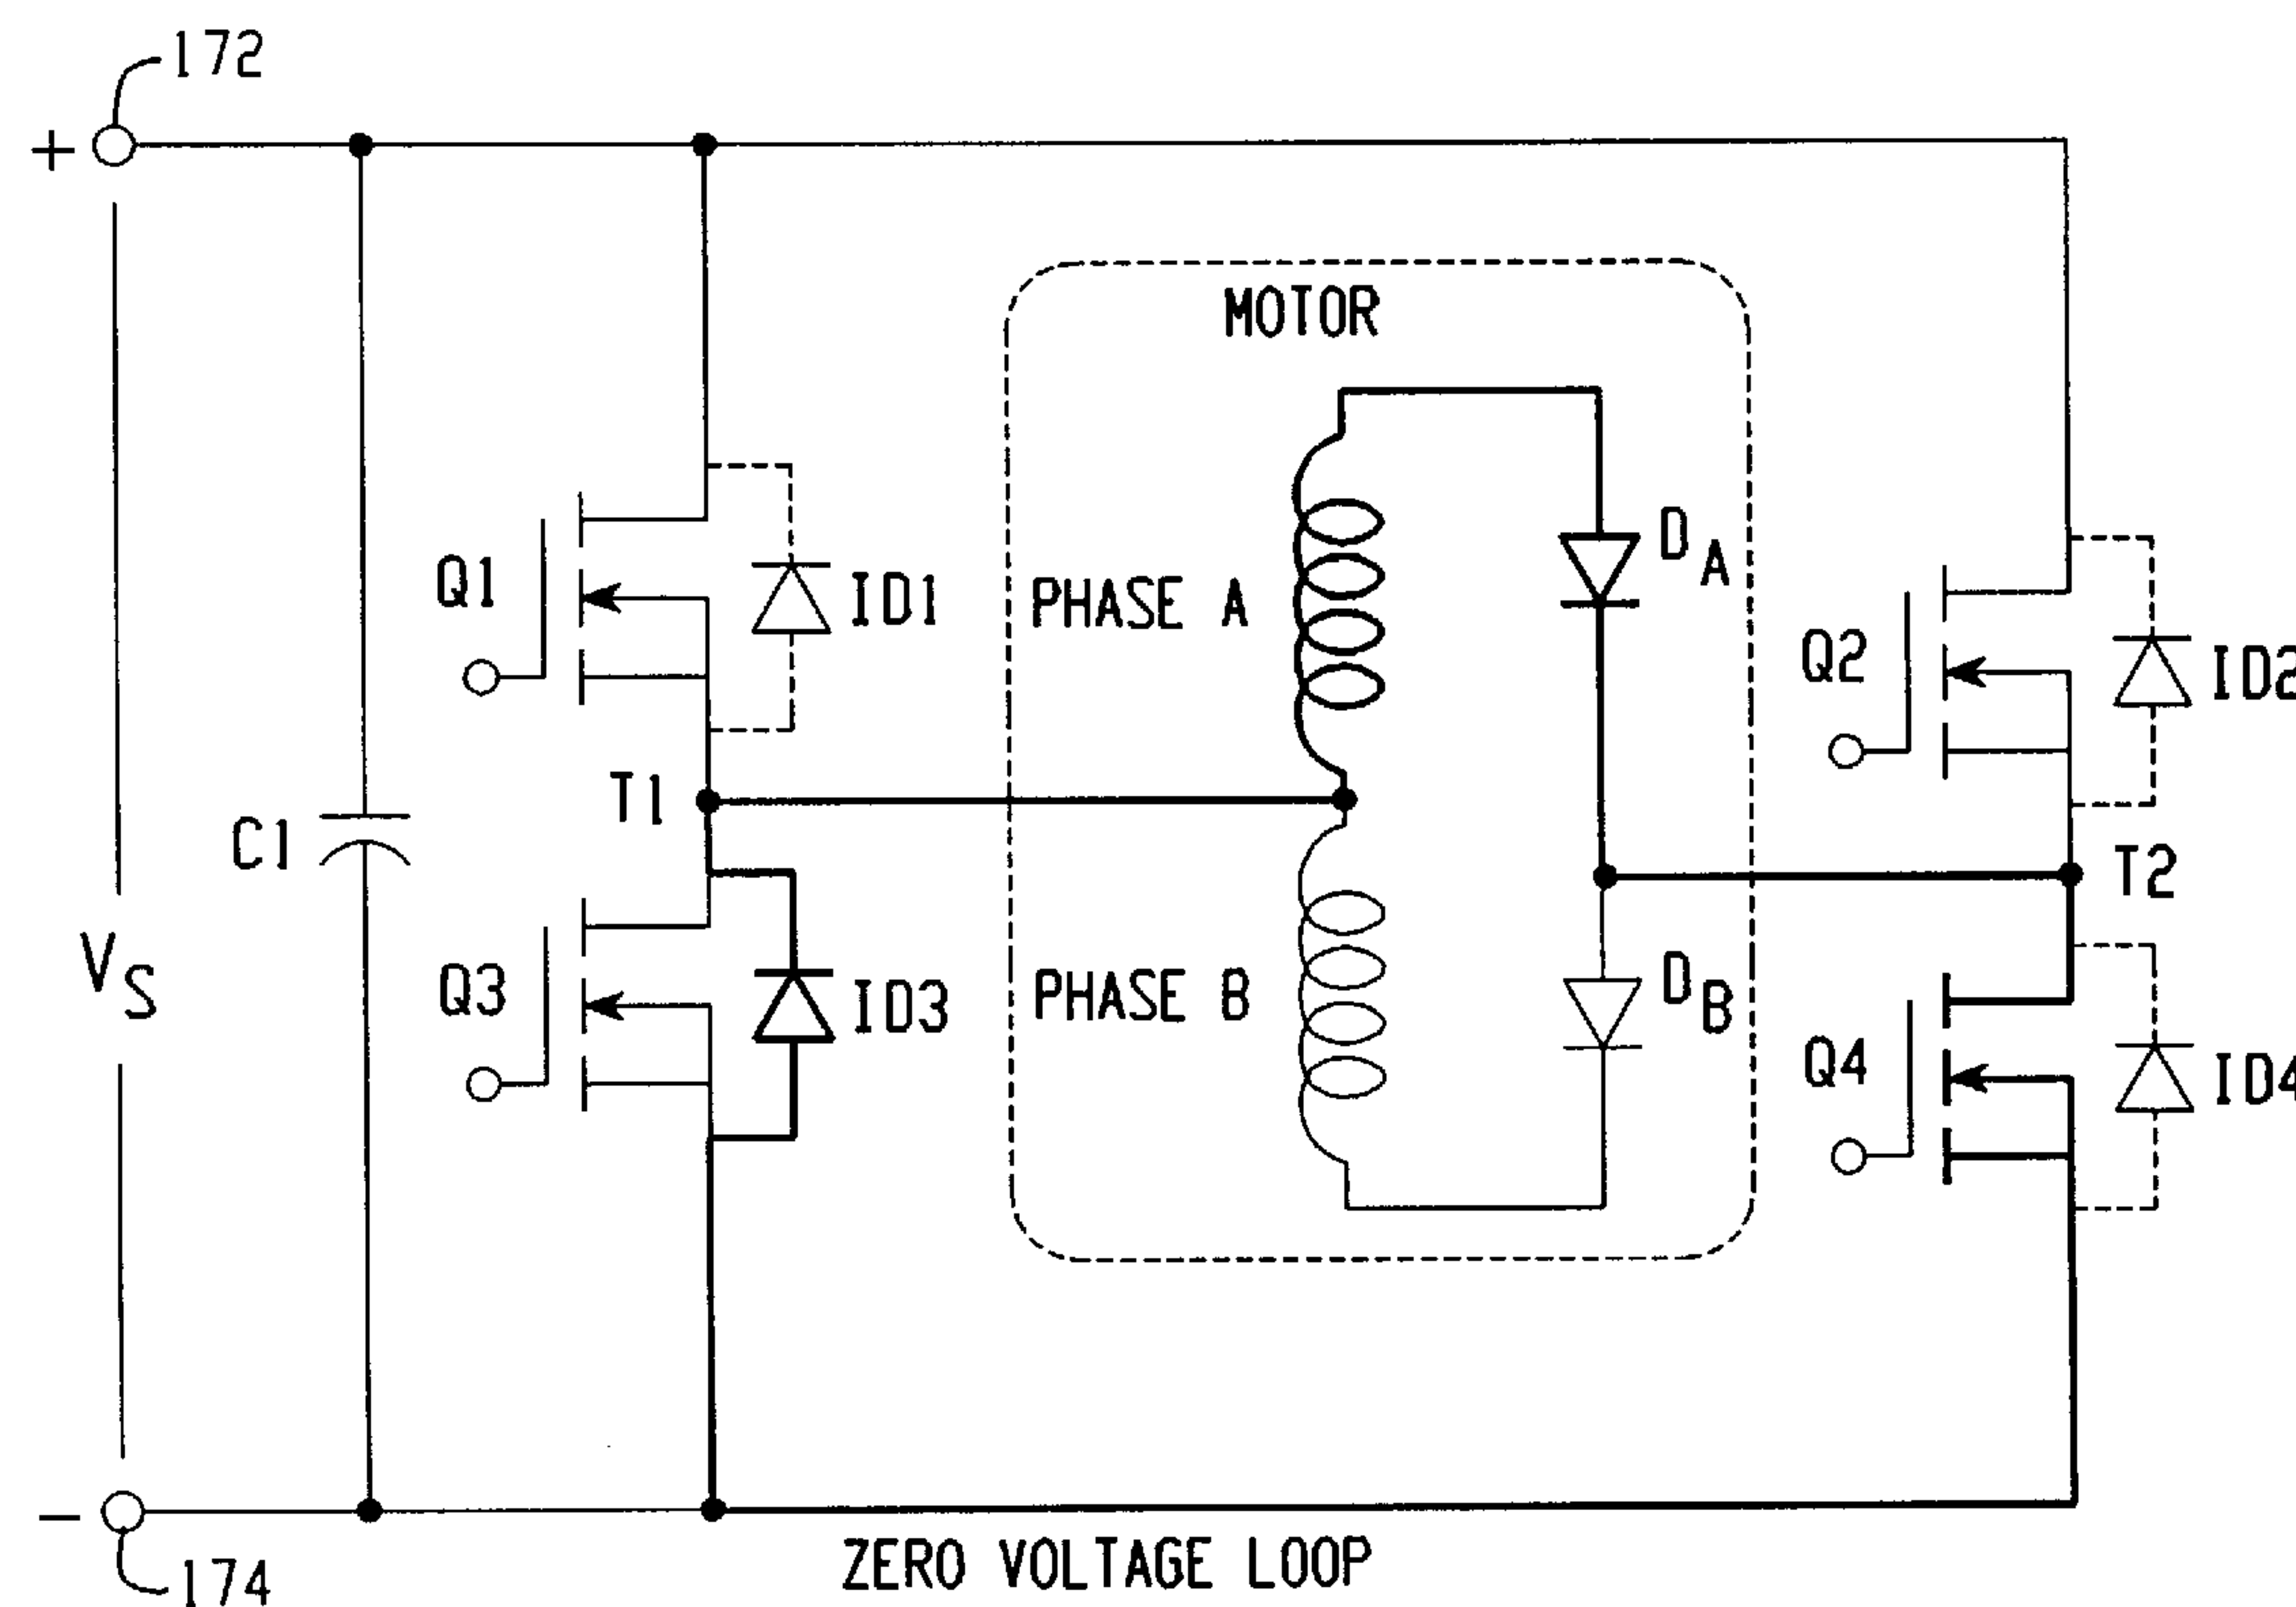 172
+
MOTOR
D A
Q1
ID1
PHASE A
Q2
ID2
T1
C1
T2
V S
Q3
ID3
PHASE B
D B
Q4
ID4
-
ZERO VOLTAGE LOOP
174